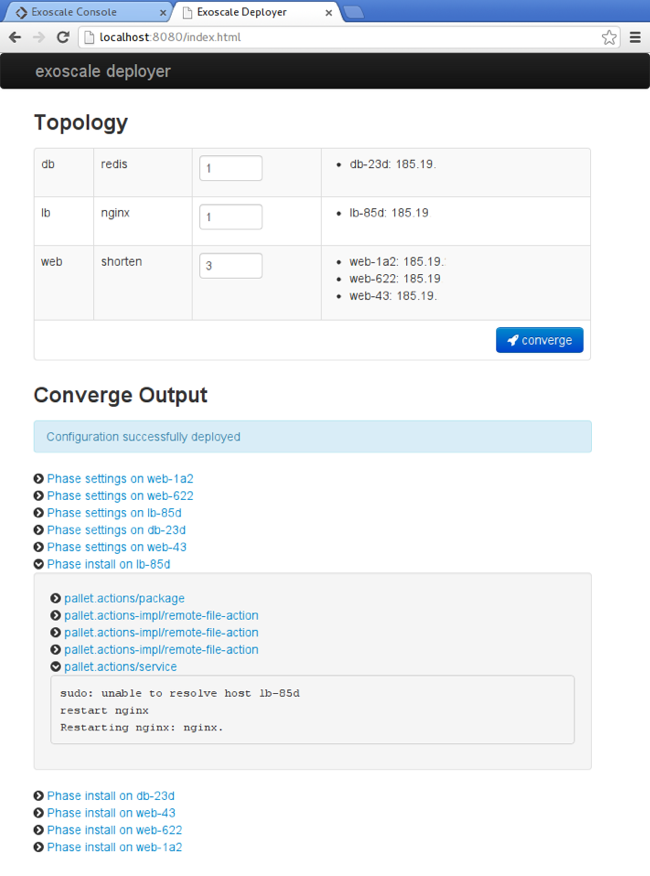 Exoscale Console
Exoscale Deployer
localhost:8080/index.html
exoscale deployer
Topology
db redis 1 db-23d: 185.19.
lb nginx 1 lb-85d: 185.19
web shorten 3 web-1a2: 185.19.
web-622: 185.19
web-43: 185.19.
converge
Converge Output
Configuration successfully deployed
Phase settings on web-1a2
Phase settings on web-622
Phase settings on lb-85d
Phase settings on db-23d
Phase settings on web-43
Phase install on lb-85d
pallet.actions/package
pallet.actions-impl/remote-file-action
pallet.actions-impl/remote-file-action
pallet.actions-impl/remote-file-action
pallet.actions/service
sudo: unable to resolve host lb-85d
restart nginx
Restarting nginx: nginx.
Phase install on db-23d
Phase install on web-43
Phase install on web-622
Phase install on web-1a2